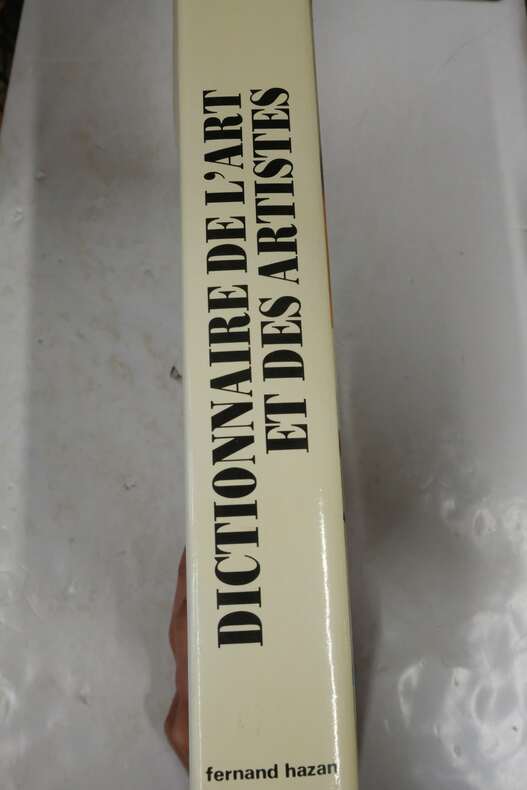 DICTIONNAIRE DE L'ART
ET DES ARTISTES
fernand hazan